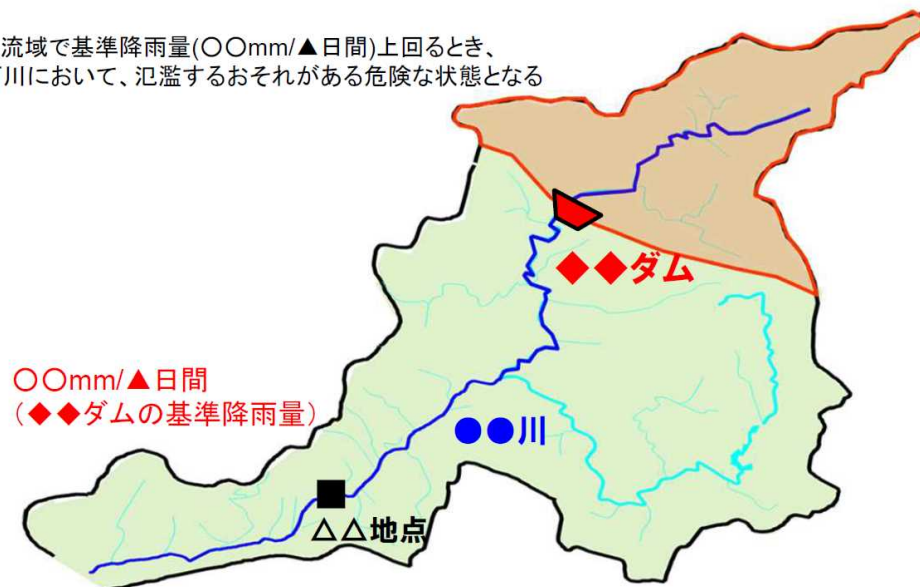 流域で基準降雨量(〇〇mm/▲日間)上回るとき、
川において、氾濫するおそれがある危険な状態となる
◆◆ダム
〇〇mm/▲日間
(◆◆ダムの基準降雨量)
●●川
△△地点